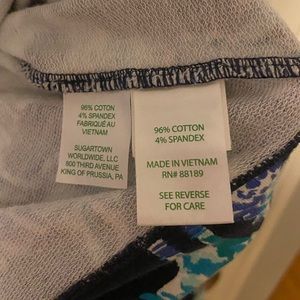 96% COTTON
4% SPANDEX
FABRIQUÉ AU
VIETNAM
SUGARTOWN
WORLDWIDE, LLC
800 THIRD AVENUE
KING OF PRUSSIA, PA
96% COTTON
4% SPANDEX
MADE IN VIETNAM
RN# 88189
SEE REVERSE
FOR CARE